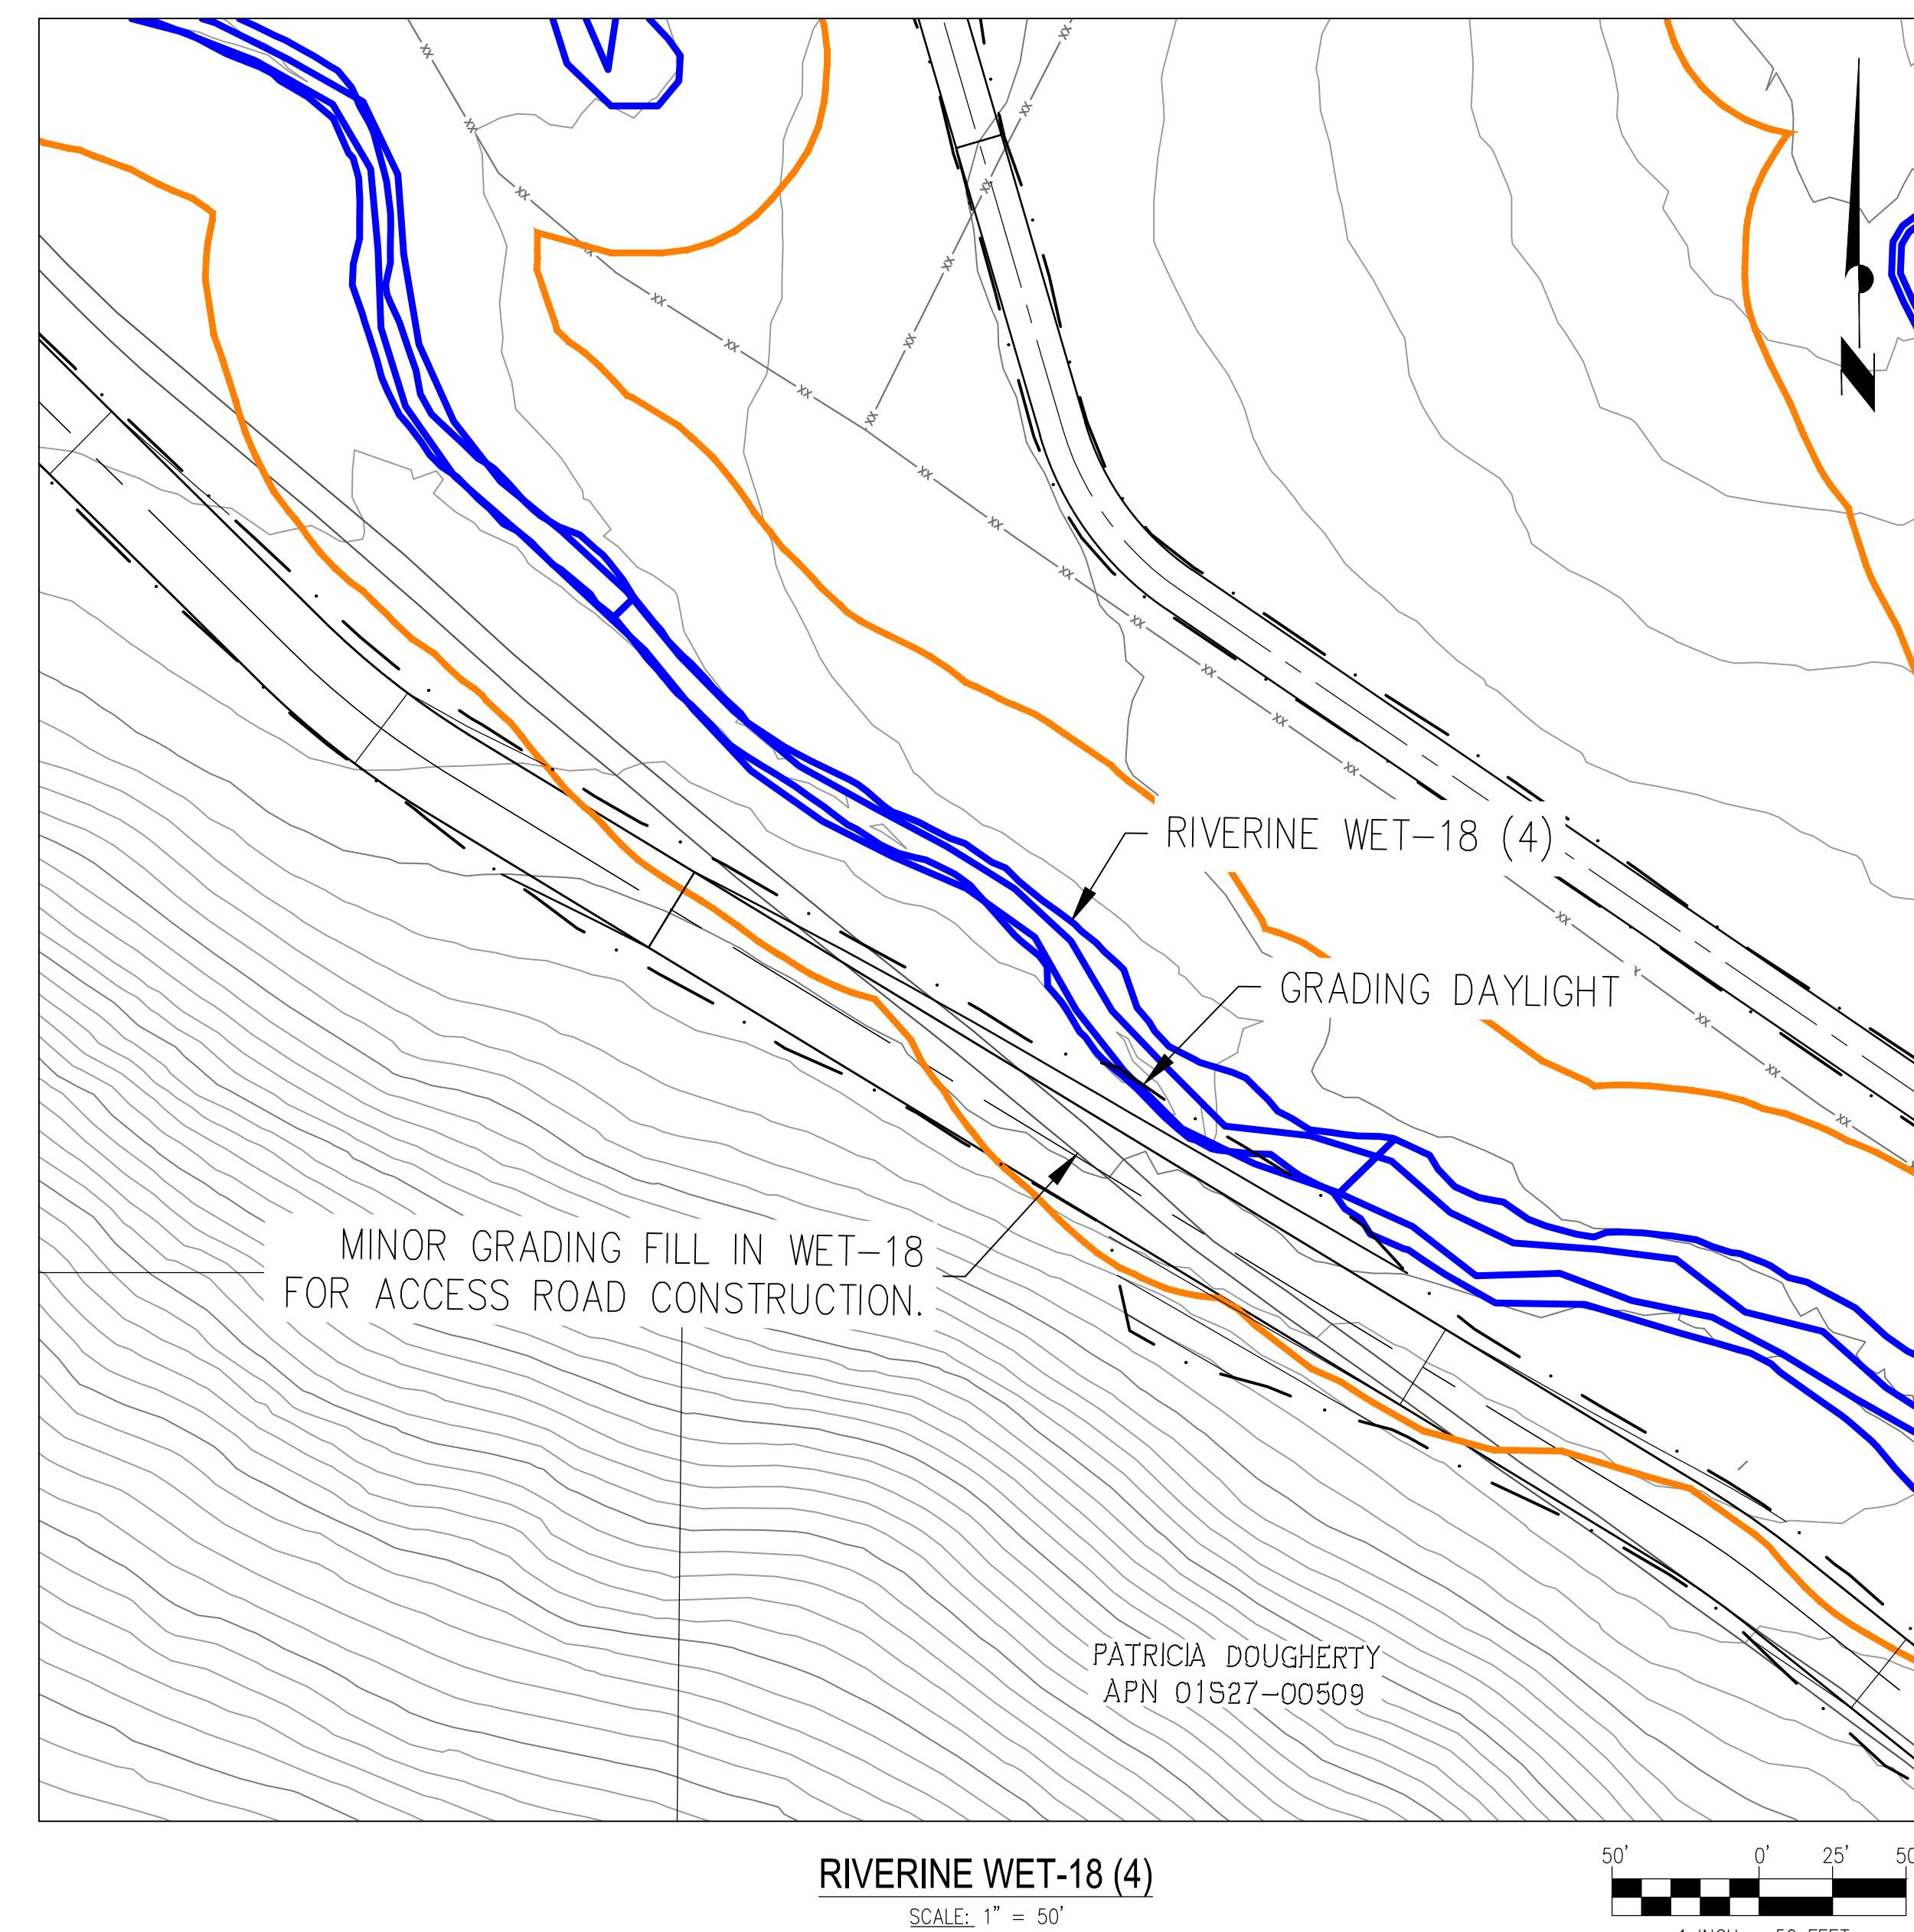 RIVERINE WET-18 (4)
GRADING DAYLIGHT
MINOR GRADING FILL IN WET-18
FOR ACCESS ROAD CONSTRUCTION.
PATRICIA DOUGHERTY
APN 01S27-00509
N
RIVERINE WET-18 (4)
SCALE: 1" = 50'
50' 0' 25'